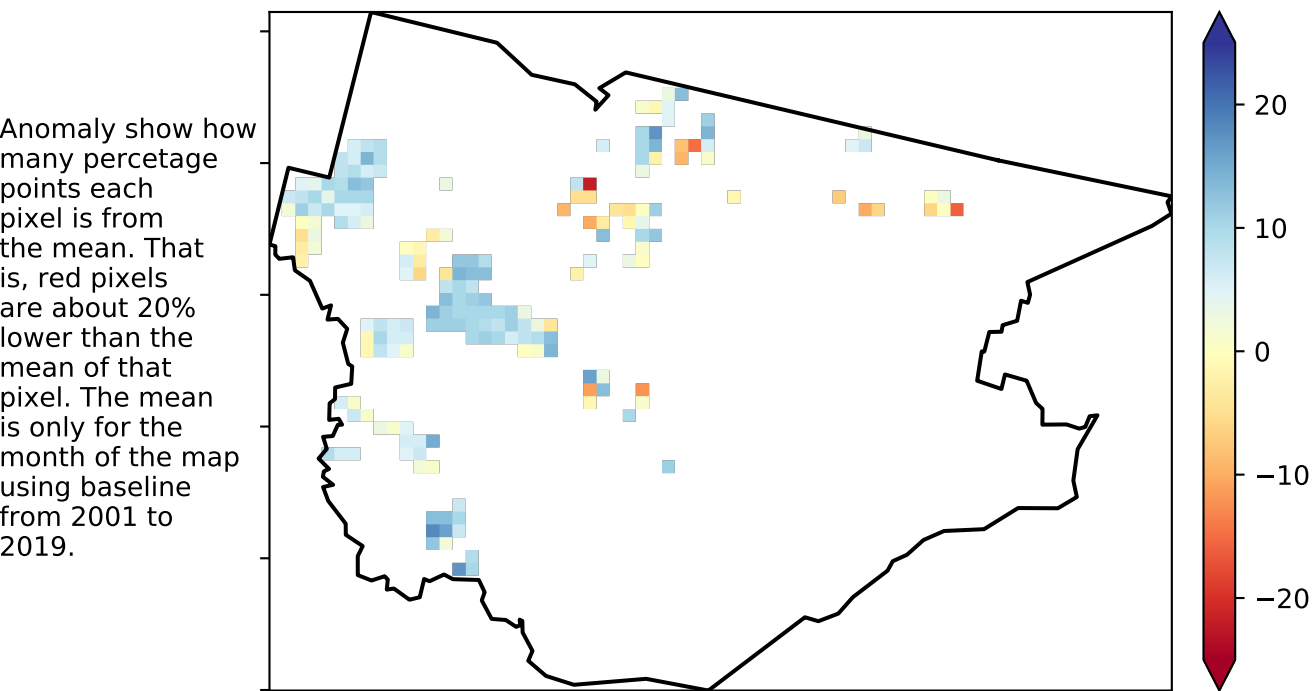 Anomaly show how
many percetage
points each
pixel is from
the mean. That
is, red pixels
are about 20%
lower than the
mean of that
pixel. The mean
is only for the
month of the map
using baseline
from 2001 to
2019.
20
10
0
−10
−20